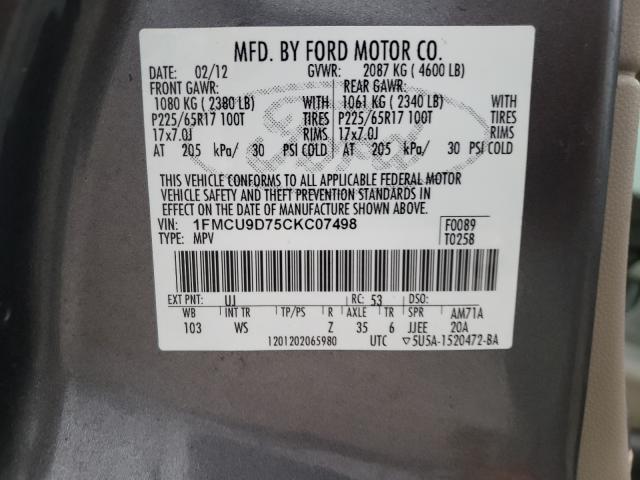 MFD. BY FORD MOTOR CO.
DATE: 02/12 GVWR: 2087 KG ( 4600 LB)
FRONT GAWR: REAR GAWR:
1080 KG ( 2380 LB) WITH 1061 KG ( 2340 LB) WITH
P225/65R17 100T TIRES P225/65R17 100T TIRES
17x7.0J RIMS 17x7.0J RIMS
AT 205 kPa/ 30 PSI COLD AT 205 kPa/ 30 PSI COLD
Ford
THIS VEHICLE CONFORMS TO ALL APPLICABLE FEDERAL MOTOR
VEHICLE SAFETY AND THEFT PREVENTION STANDARDS IN
EFFECT ON THE DATE OF MANUFACTURE SHOWN ABOVE.
VIN: 1FMCU9D75CKC07498 F0089
TYPE: MPV T0258
EXT PNT: UJ RC: 53 DSO:
WB INT TR TP/PS R AXLE TR SPR AM71A
103 WS Z 35 6 JJEE 20A
1201202065980 UTC ▽5U5A-1520472-BA